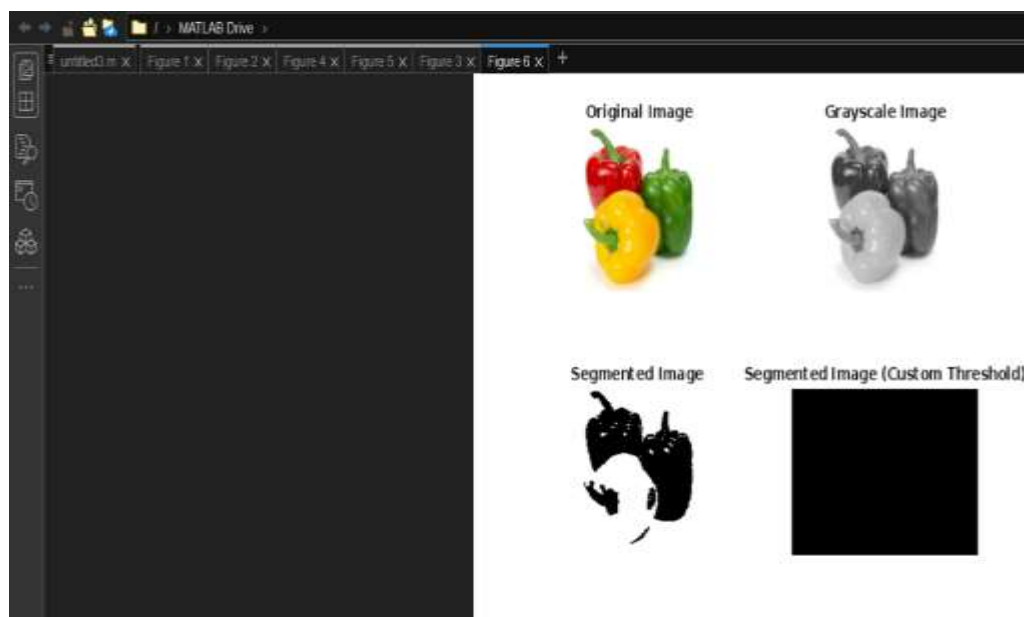 / › MATLAB Drive ›
untitled3.m X Figure 1 X Figure 2 X Figure 4 X Figure 5 X Figure 3 X Figure 6 X +
Original Image Grayscale Image
Segmented Image Segmented Image (Custom Threshold)